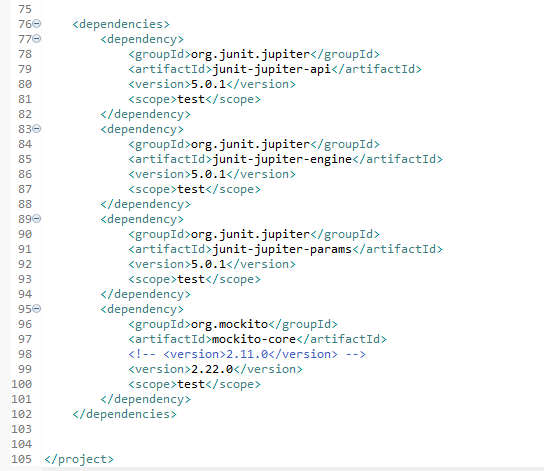 75
76    <dependencies>
77        <dependency>
78            <groupId>org.junit.jupiter</groupId>
79            <artifactId>junit-jupiter-api</artifactId>
80            <version>5.0.1</version>
81            <scope>test</scope>
82        </dependency>
83        <dependency>
84            <groupId>org.junit.jupiter</groupId>
85            <artifactId>junit-jupiter-engine</artifactId>
86            <version>5.0.1</version>
87            <scope>test</scope>
88        </dependency>
89        <dependency>
90            <groupId>org.junit.jupiter</groupId>
91            <artifactId>junit-jupiter-params</artifactId>
92            <version>5.0.1</version>
93            <scope>test</scope>
94        </dependency>
95        <dependency>
96            <groupId>org.mockito</groupId>
97            <artifactId>mockito-core</artifactId>
98            <!-- <version>2.11.0</version> -->
99            <version>2.22.0</version>
100            <scope>test</scope>
101        </dependency>
102    </dependencies>
103
104
105 </project>